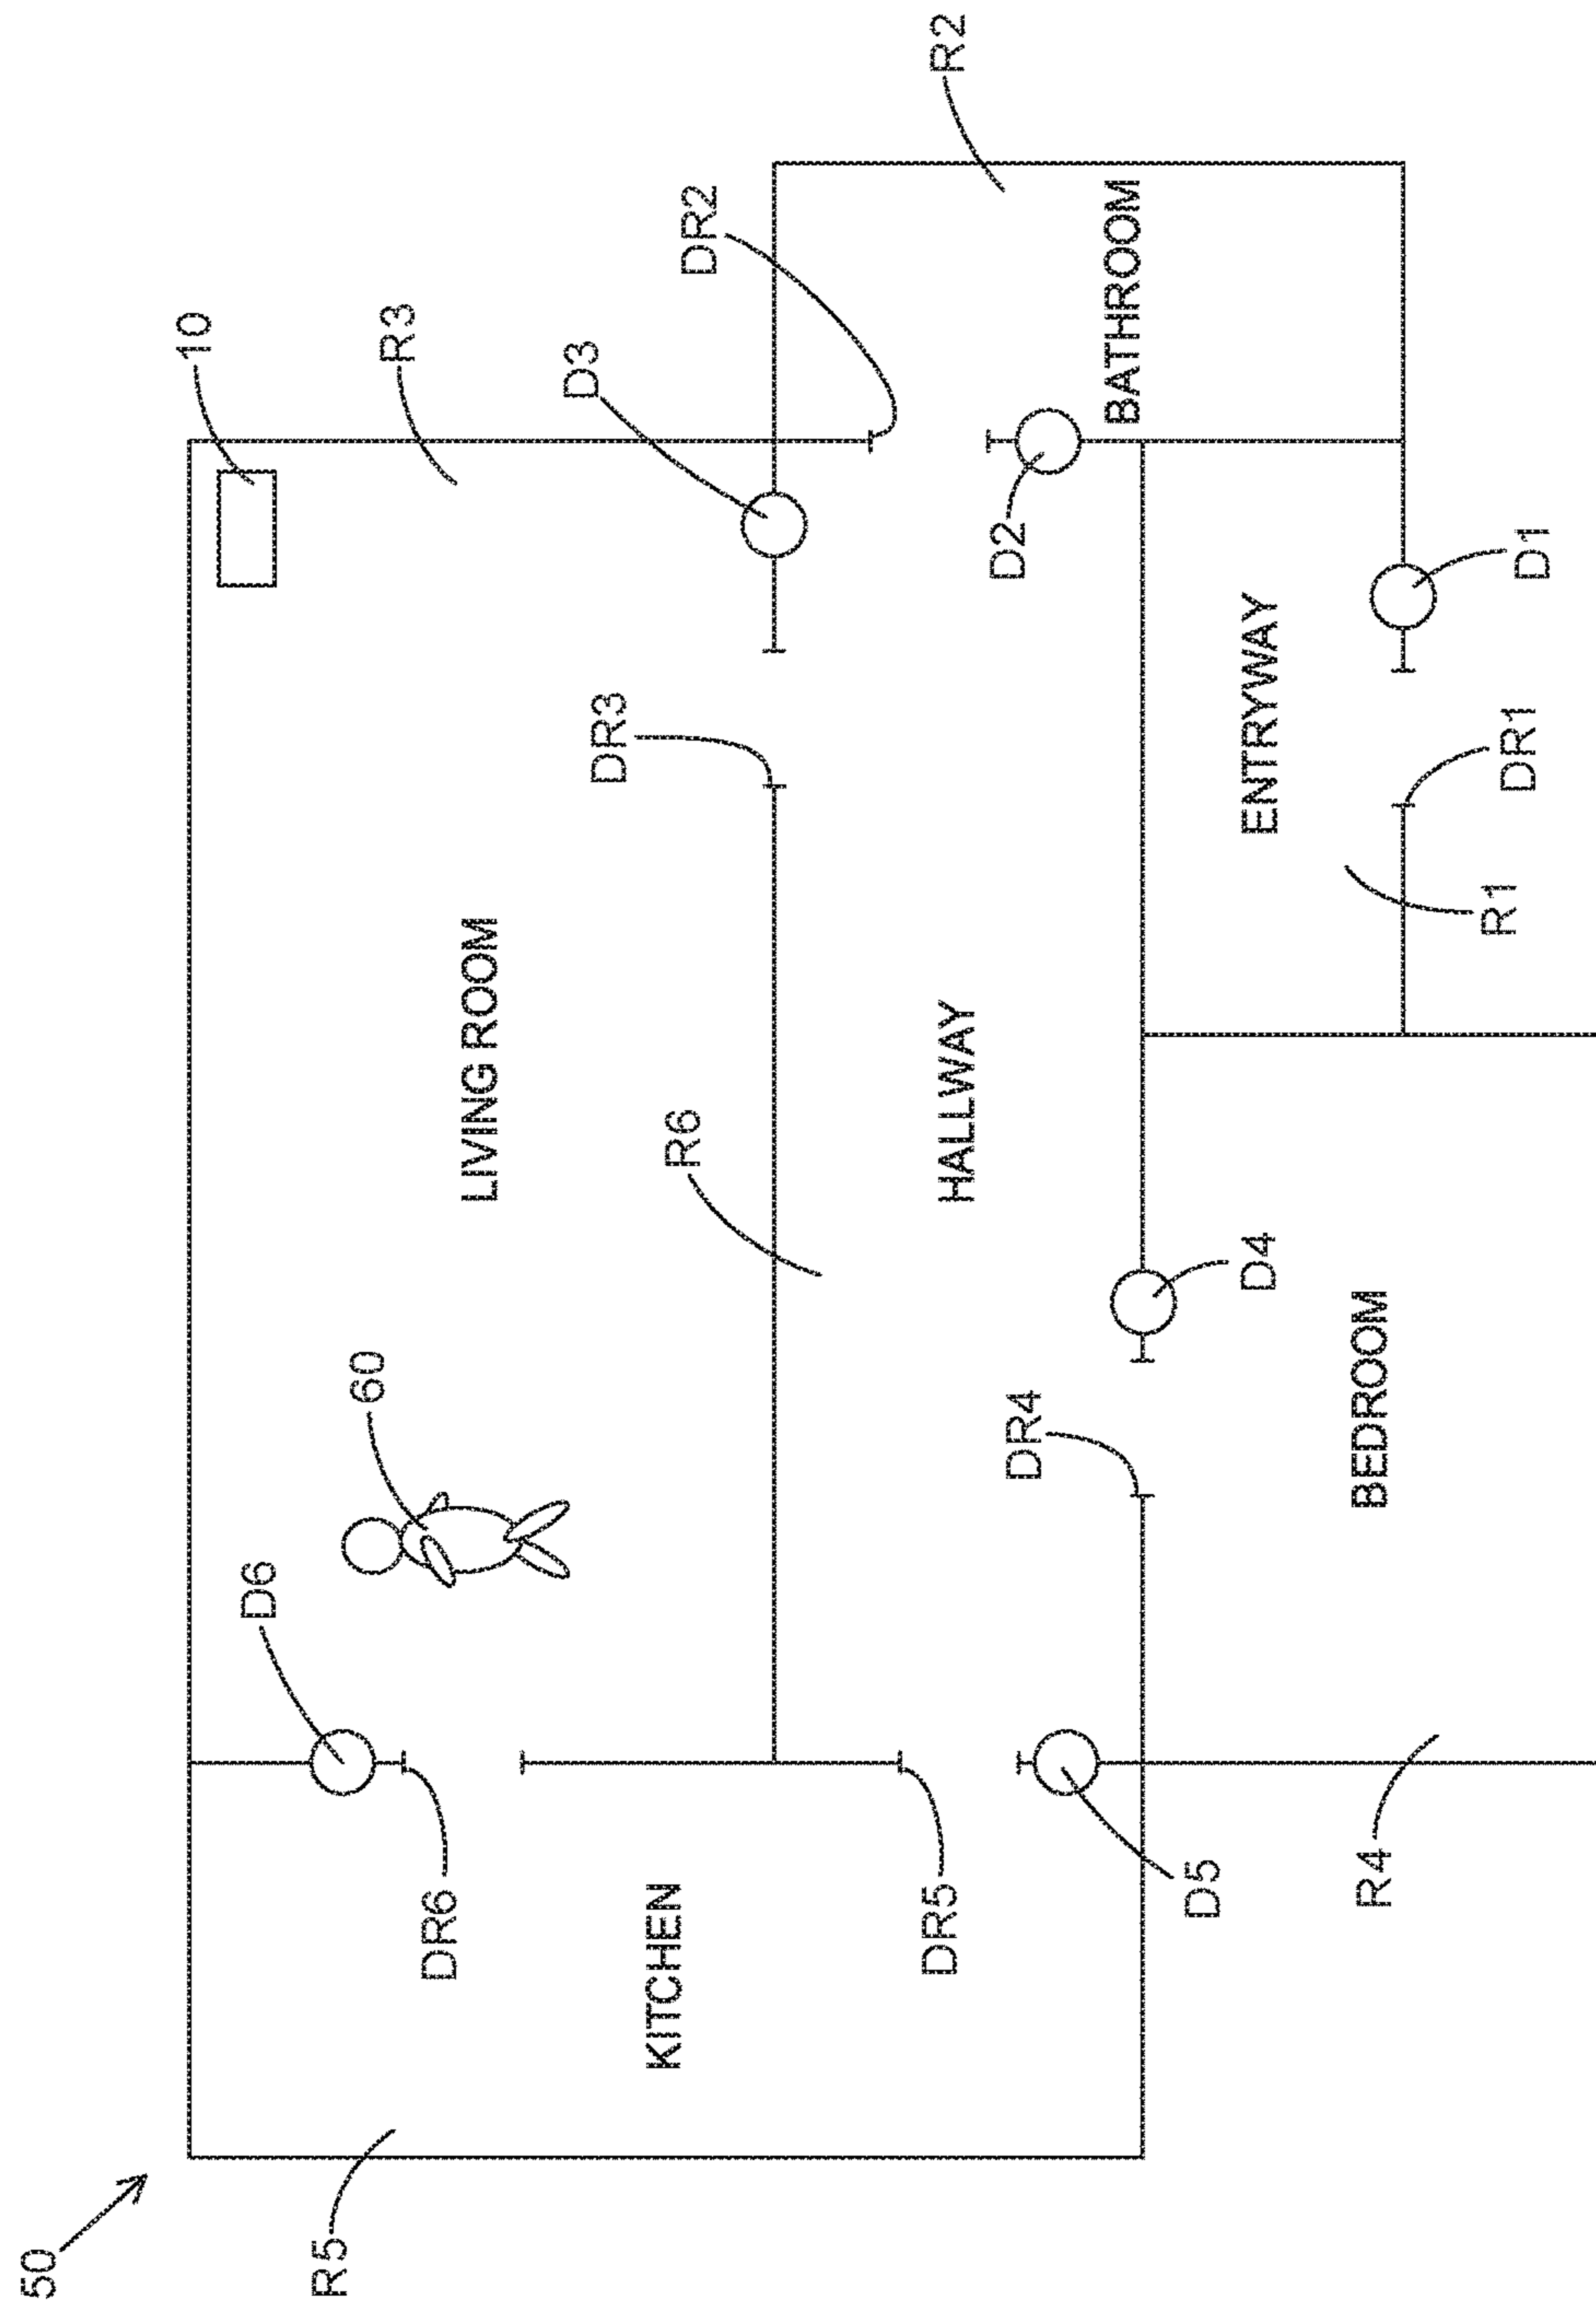 50
R5
KITCHEN
DR6
D6
60
LIVING ROOM
R3
10
DR5
D5
R6
DR3
D3
DR2
R2
HALLWAY
DR4
D4
D2
BATHROOM
R4
BEDROOM
ENTRYWAY
R1
DR1
D1